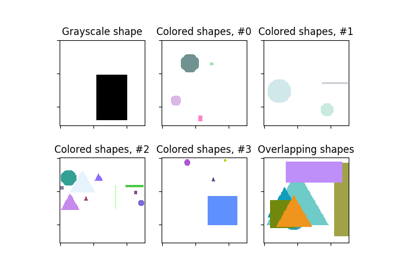 Grayscale shape
Colored shapes, #0
Colored shapes, #1
Colored shapes, #2
Colored shapes, #3
Overlapping shapes